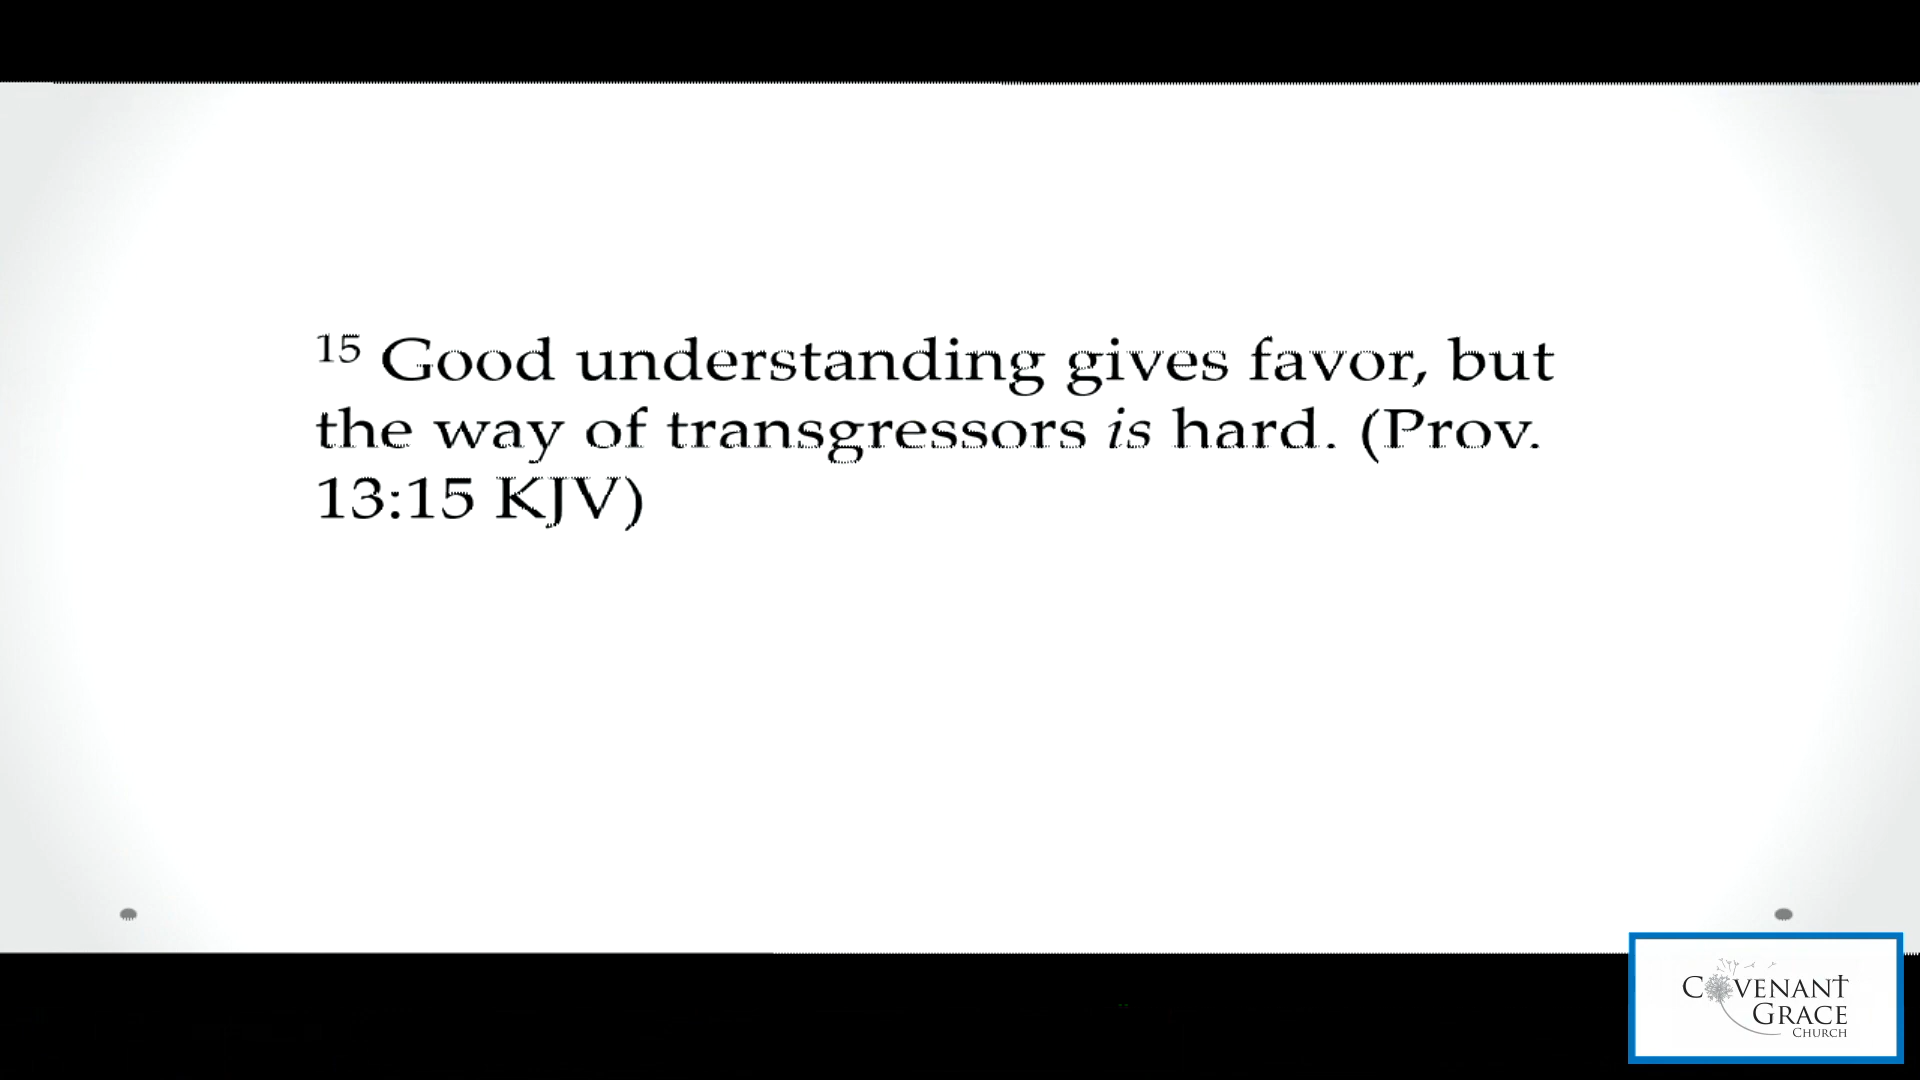 15 Good understanding gives favor, but
the way of transgressors is hard. (Prov.
13:15 KJV)
COVENANT
GRACE
CHURCH